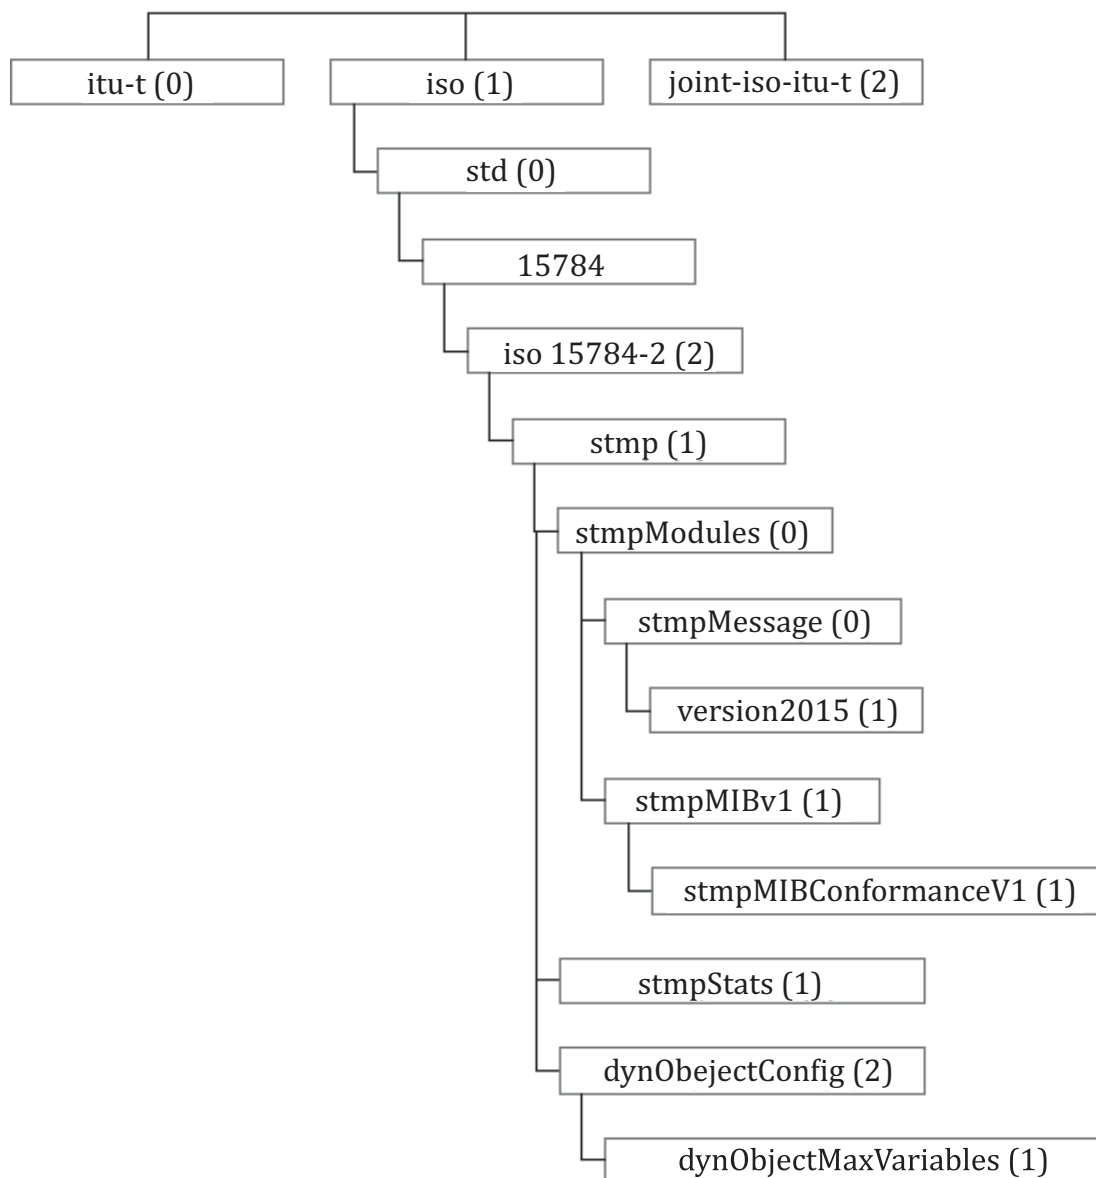 itu-t (0)
iso (1)
joint-iso-itu-t (2)
std (0)
15784
iso 15784-2 (2)
stmp (1)
stmpModules (0)
stmpMessage (0)
version2015 (1)
stmpMIBv1 (1)
stmpMIBConformanceV1 (1)
stmpStats (1)
dynObejectConfig (2)
dynObjectMaxVariables (1)